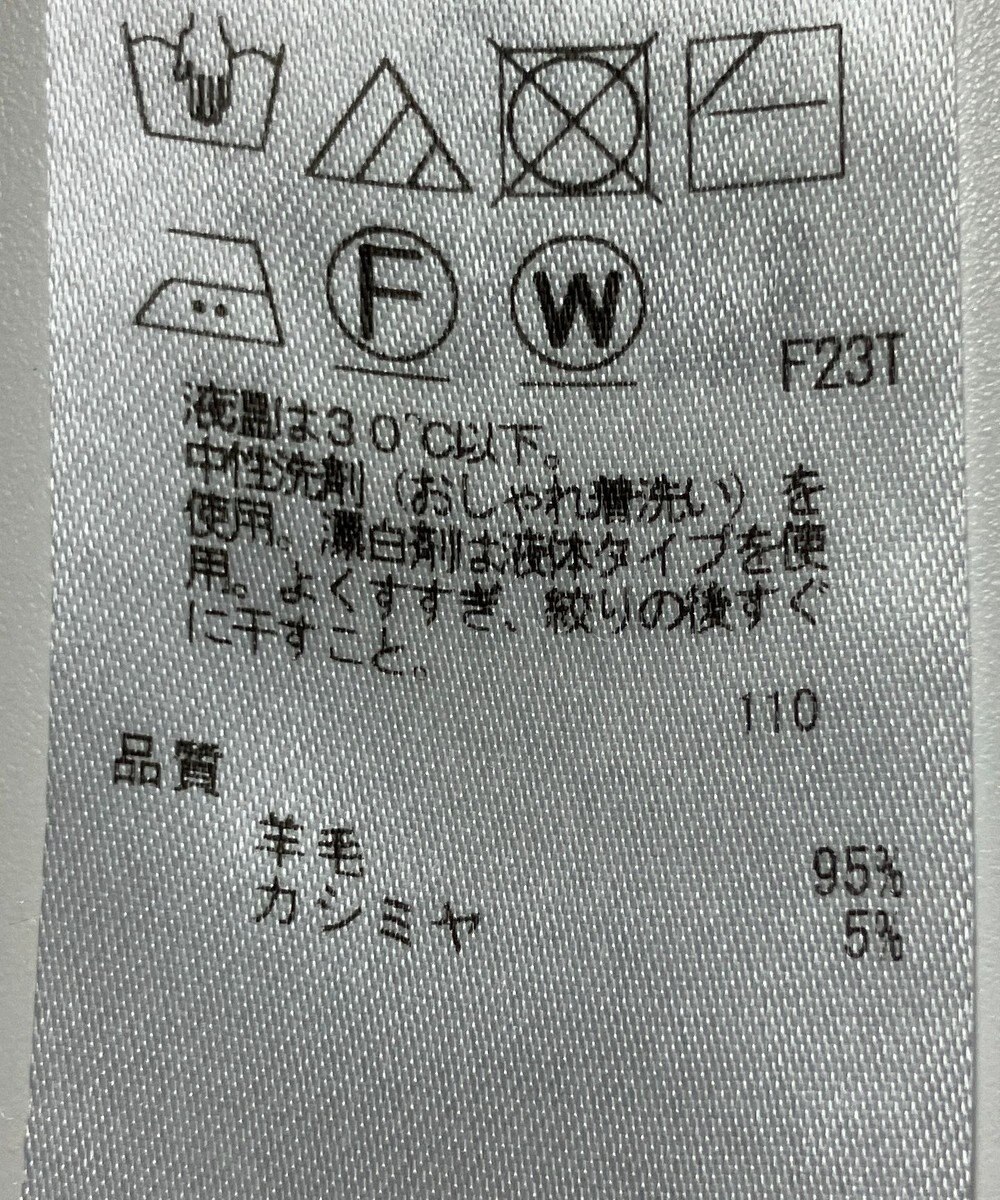 F
W
F23T
液温は30℃以下。
中性洗剤（おしゃれ着洗い）を
使用。漂白剤は液体タイプを使
用。よくすすぎ、絞りの後すぐ
に干すこと。
110
品質
羊毛 95%
カシミヤ 5%